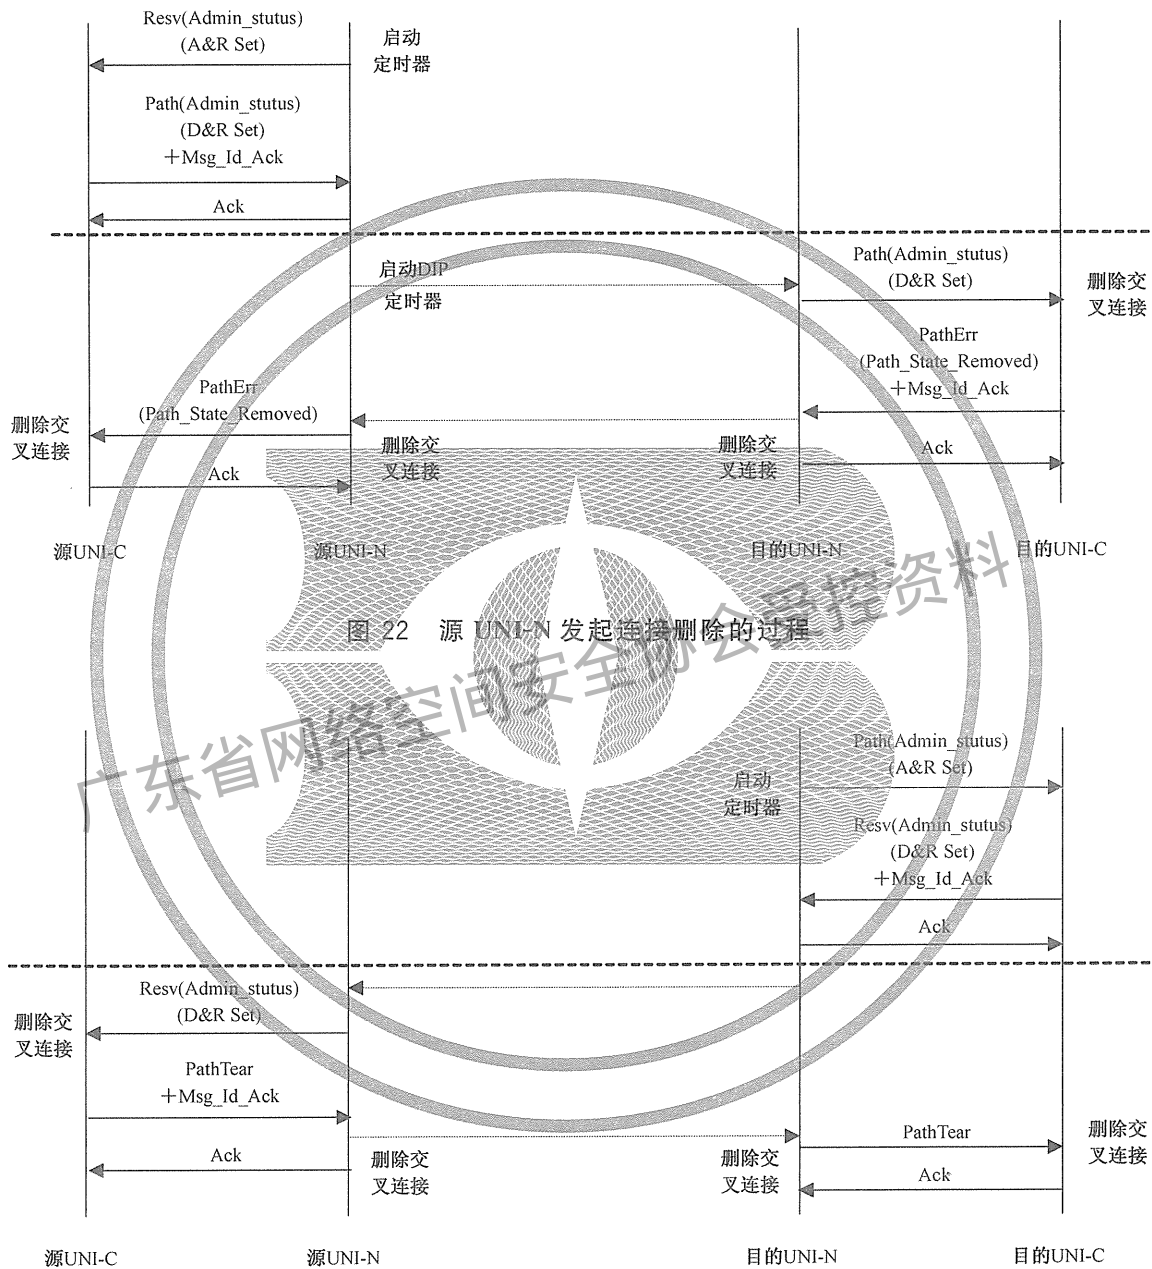 Resv(Admin_stutus)
(A&R Set)
启动
定时器
Path(Admin_stutus)
(D&R Set)
＋Msg_Id_Ack
Ack
启动DIP
定时器
Path(Admin_stutus)
(D&R Set)
删除交
叉连接
PathErr
(Path_State_Removed)
＋Msg_Id_Ack
PathErr
(Path_State_Removed)
删除交
叉连接
删除交
叉连接
删除交
叉连接
Ack
Ack
源UNI-C
源UNI-N
目的UNI-N
目的UNI-C
图 22 源 UNI-N 发起连接删除的过程
广东省网络空间安全协会受控资料
Path(Admin_stutus)
(A&R Set)
启动
定时器
Resv(Admin_stutus)
(D&R Set)
＋Msg_Id_Ack
Ack
Resv(Admin_stutus)
(D&R Set)
删除交
叉连接
PathTear
＋Msg_Id_Ack
PathTear
删除交
叉连接
Ack
删除交
叉连接
删除交
叉连接
Ack
源UNI-C
源UNI-N
目的UNI-N
目的UNI-C